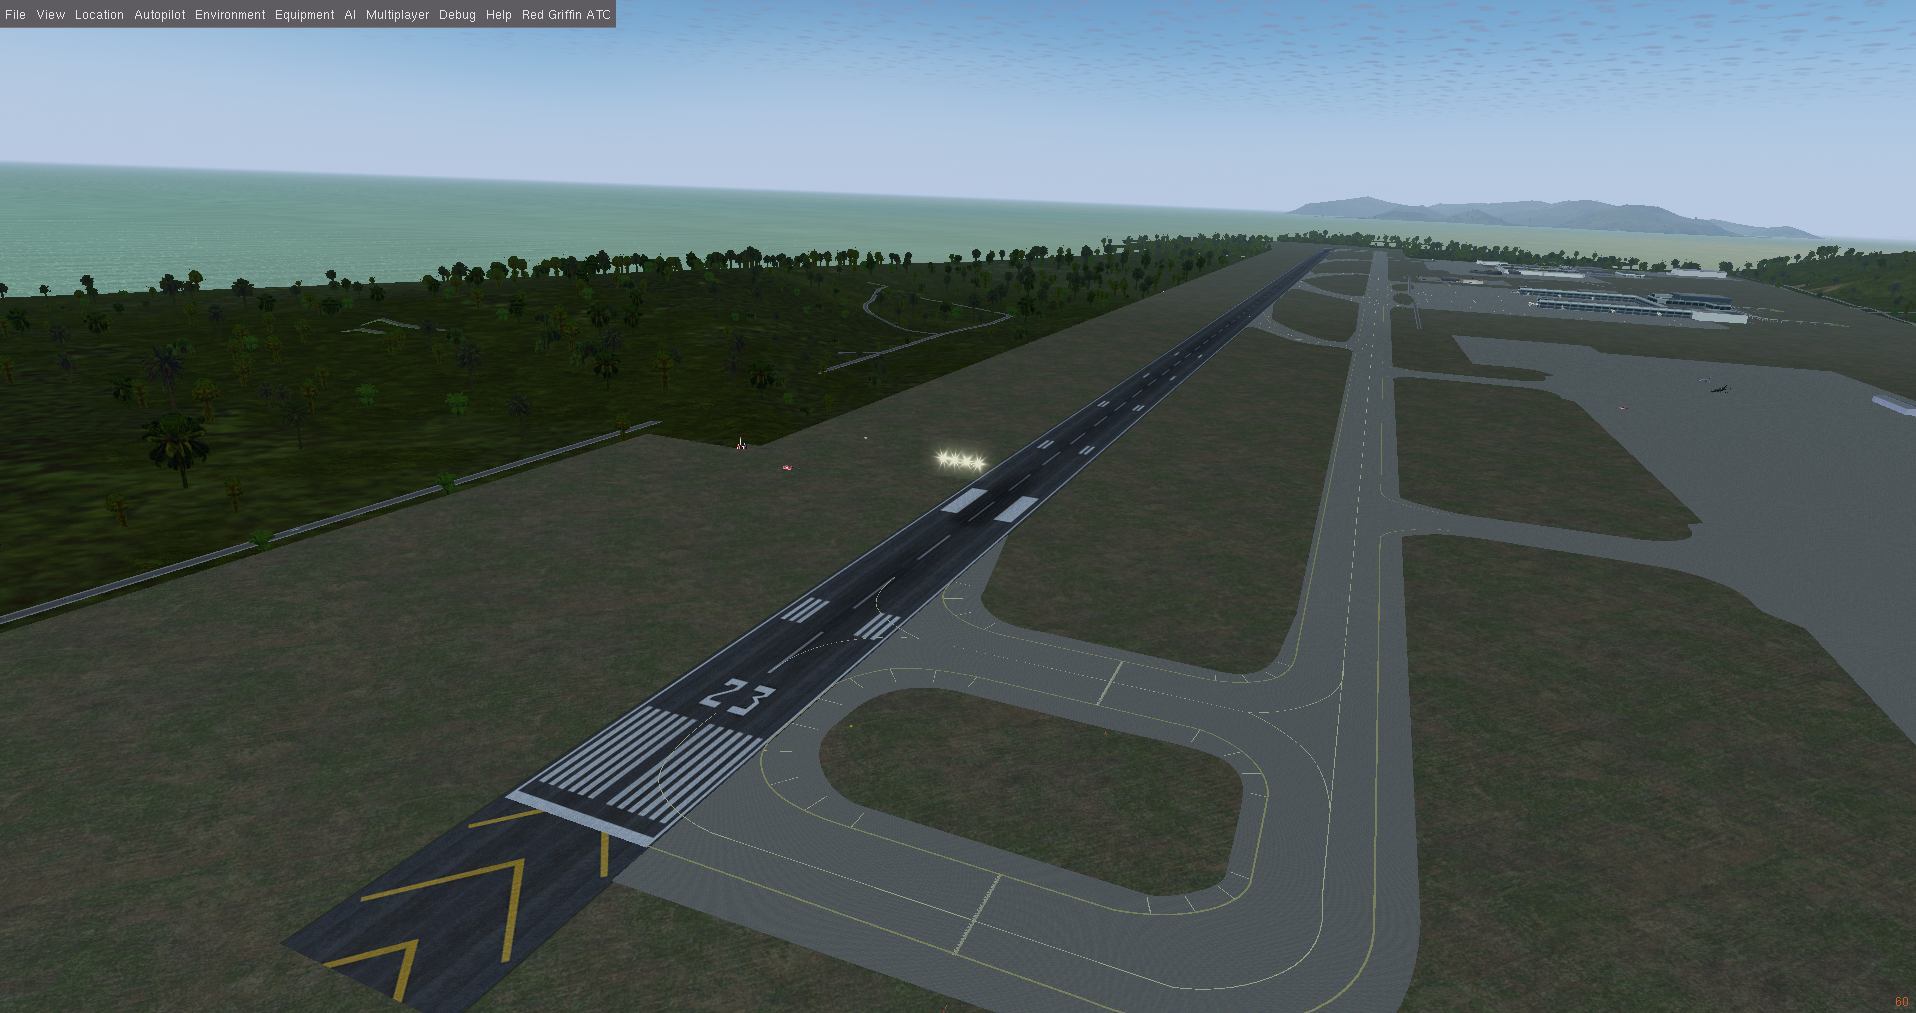 File View Location Autopilot Environment Equipment AI Multiplayer Debug Help Red Griffin ATC
23
60